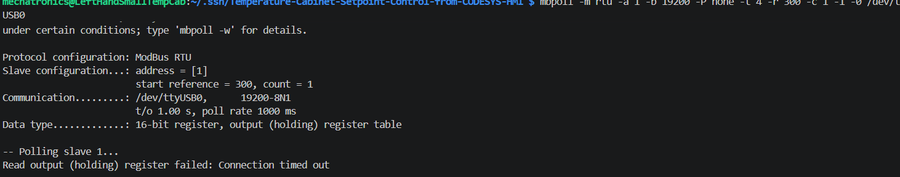 mechatronics@LeftHandSmallTempCab:~/.ssh/Temperature-Cabinet-Setpoint-Control-from-CODESYS-HMI $ mbpoll -m rtu -a 1 -b 19200 -P none -t 4 -r 300 -c 1 -1 -0 /dev/t
USB0
under certain conditions; type 'mbpoll -w' for details.
Protocol configuration: ModBus RTU
Slave configuration...: address = [1]
start reference = 300, count = 1
Communication.........: /dev/ttyUSB0, 19200-8N1
t/o 1.00 s, poll rate 1000 ms
Data type.............: 16-bit register, output (holding) register table
-- Polling slave 1...
Read output (holding) register failed: Connection timed out